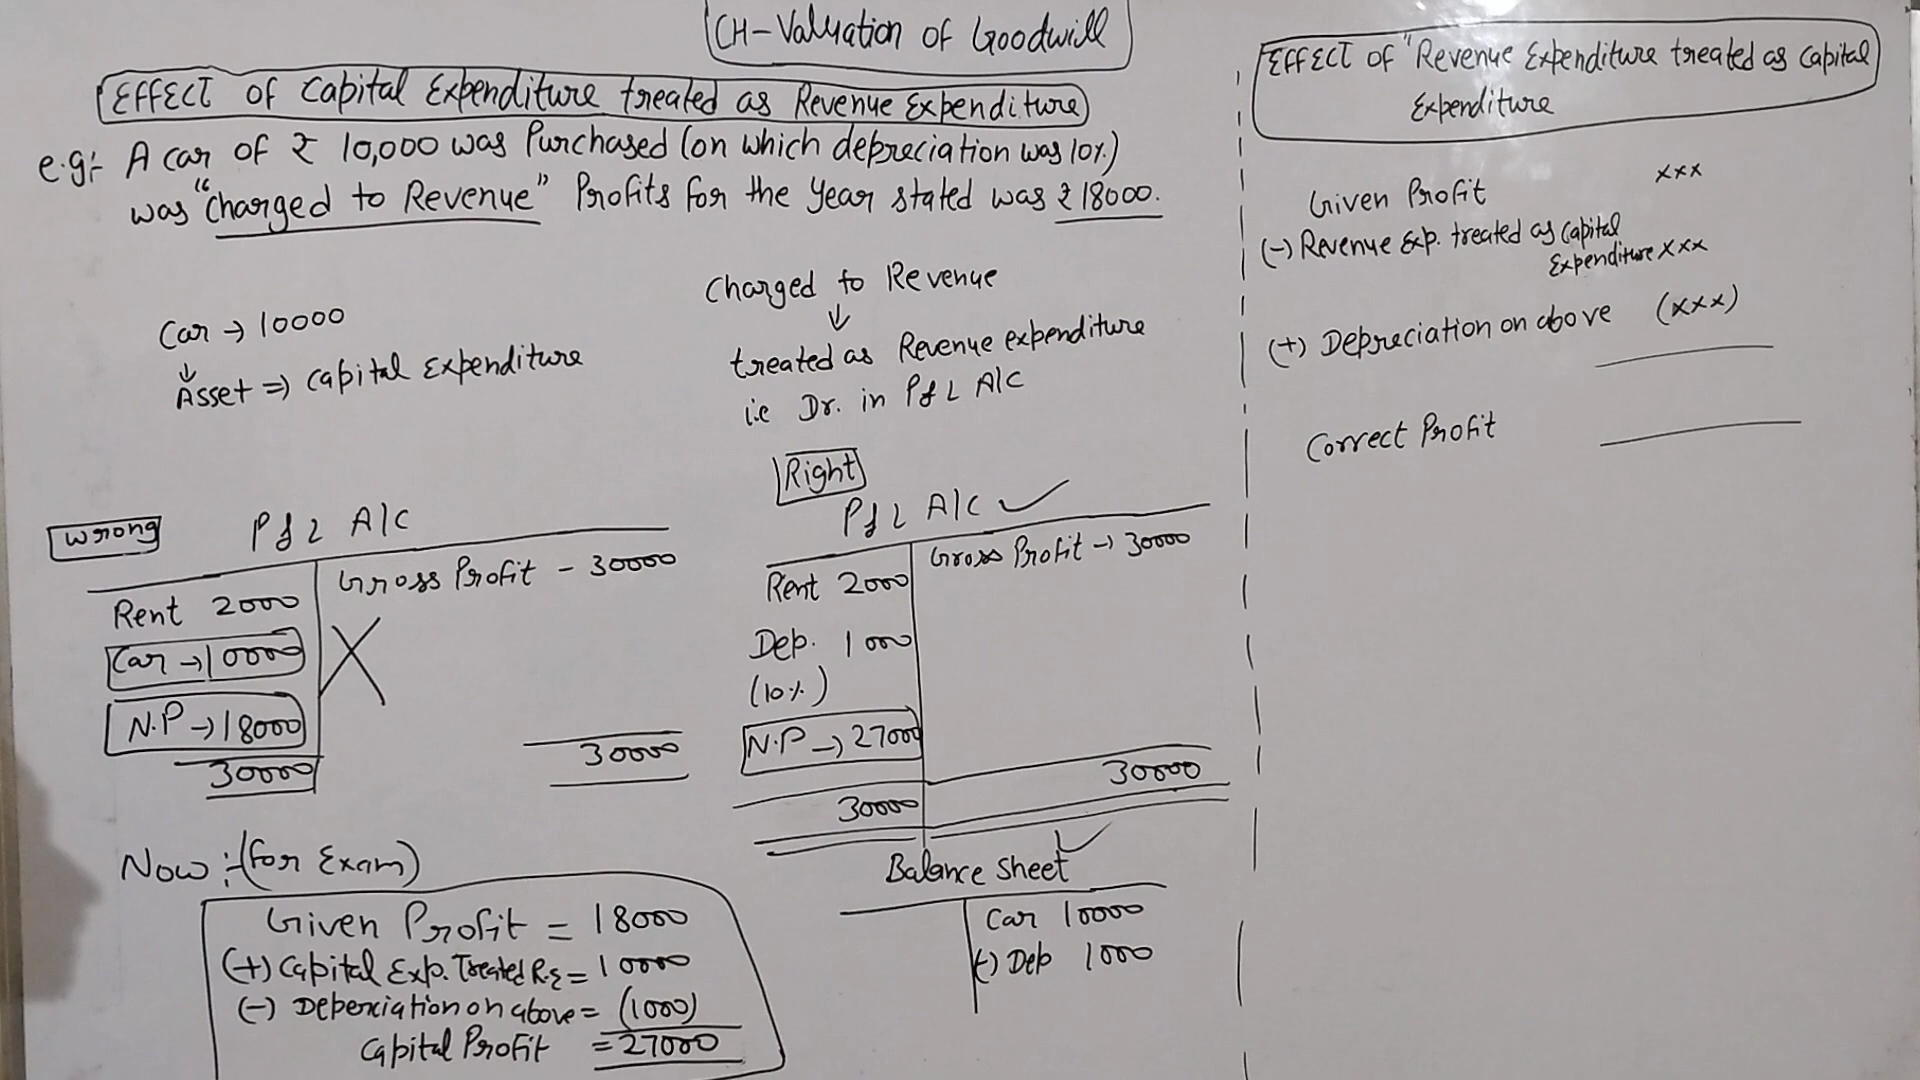 CH-Valuation of Goodwill
EFFECT of Capital Expenditure treated as Revenue Expenditure
e.g:- A car of ₹ 10,000 was Purchased (on which depreciation was 10%)
was "charged to Revenue" Profits for the year stated was ₹ 18000.
Car → 10000
↓
Asset ⇒ Capital Expenditure
Charged to Revenue
↓
treated as Revenue expenditure
i.e Dr. in P&L A/C
Wrong
P&L A/C
Gross Profit - 30000
Rent 2000
Car → 10000
N.P → 18000
30000
30000
Right
P&L A/C ✓
Gross Profit → 30000
Rent 2000
Dep. 1000
(10%)
N.P → 27000
30000
30000
Now :- (for Exam)
Given Profit = 18000
(+) Capital Exp. Treated R.E = 10000
(-) Deperciation on above = (1000)
Capital Profit = 27000
Balance sheet ✓
Car 10000
(-) Dep 1000
EFFECT of "Revenue Expenditure treated as Capital
Expenditure
Given Profit xxx
(-) Revenue Exp. treated as Capital
Expenditure xxx
(+) Depreciation on above (xxx)
Correct Profit